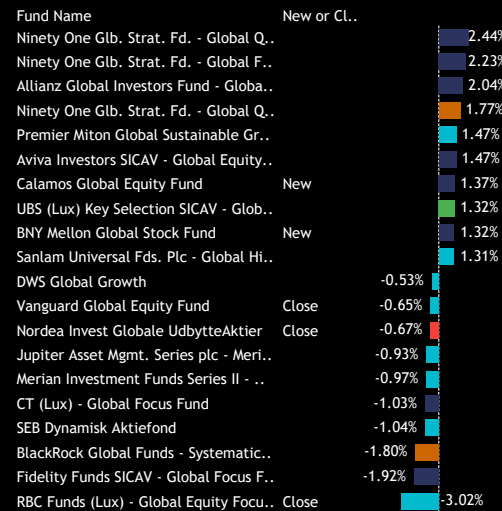 Fund Name New or Cl..
Ninety One Glb. Strat. Fd. - Global Q.. 2.44%
Ninety One Glb. Strat. Fd. - Global F.. 2.23%
Allianz Global Investors Fund - Globa.. 2.04%
Ninety One Glb. Strat. Fd. - Global Q.. 1.77%
Premier Miton Global Sustainable Gr.. 1.47%
Aviva Investors SICAV - Global Equity.. 1.47%
Calamos Global Equity Fund New 1.37%
UBS (Lux) Key Selection SICAV - Glob.. 1.32%
BNY Mellon Global Stock Fund New 1.32%
Sanlam Universal Fds. Plc - Global Hi.. 1.31%
DWS Global Growth -0.53%
Vanguard Global Equity Fund Close -0.65%
Nordea Invest Globale UdbytteAktier Close -0.67%
Jupiter Asset Mgmt. Series plc - Meri.. -0.93%
Merian Investment Funds Series II - .. -0.97%
CT (Lux) - Global Focus Fund -1.03%
SEB Dynamisk Aktiefond -1.04%
BlackRock Global Funds - Systematic.. -1.80%
Fidelity Funds SICAV - Global Focus F.. -1.92%
RBC Funds (Lux) - Global Equity Focu.. Close -3.02%